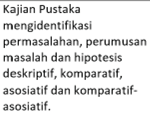 Kajian Pustaka
mengidentifikasi
permasalahan, perumusan
masalah dan hipotesis
deskriptif, komparatif,
asosiatif dan komparatif-
asosiatif.